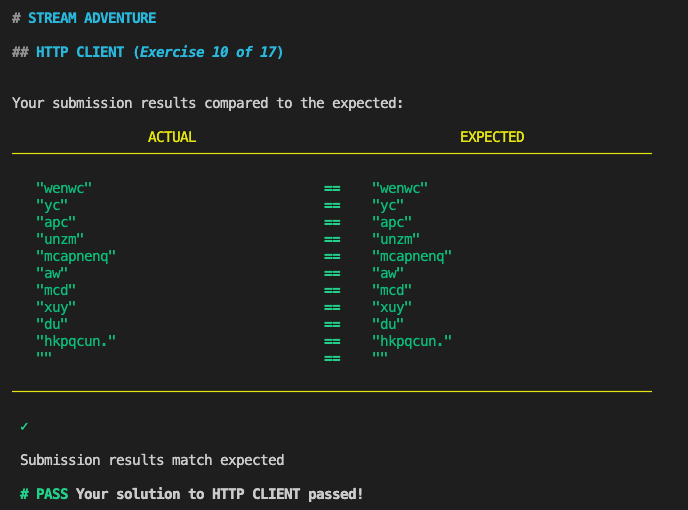 # STREAM ADVENTURE
## HTTP CLIENT (Exercise 10 of 17)
Your submission results compared to the expected:
ACTUAL EXPECTED
"wenwc" == "wenwc"
"yc" == "yc"
"apc" == "apc"
"unzm" == "unzm"
"mcapnenq" == "mcapnenq"
"aw" == "aw"
"mcd" == "mcd"
"xuy" == "xuy"
"du" == "du"
"hkpqcun." == "hkpqcun."
"" == ""
✓
Submission results match expected
# PASS Your solution to HTTP CLIENT passed!